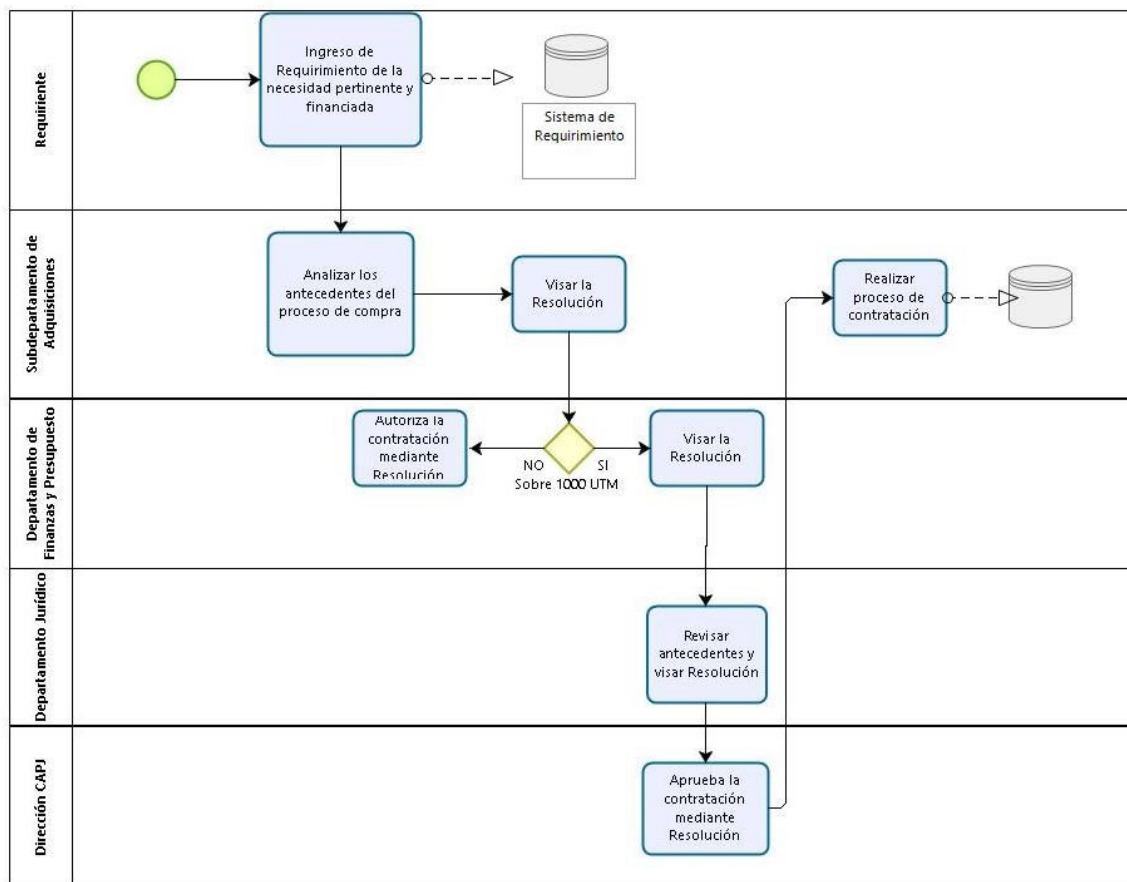 Requiriente
Ingreso de
Requirimiento de la
necesidad pertinente y
financiada
Sistema de
Requirimiento
Subdepartamento de
Adquisiciones
Analizar los
antecedentes del
proceso de compra
Visar la
Resolución
Realizar
proceso de
contratación
Departamento de
Finanzas y Presupuesto
Autoriza la
contratación
mediante
Resolución
NO
SI
Sobre 1000 UTM
Visar la
Resolución
Departamento Jurídico
Revisar
antecedentes y
visar Resolución
Dirección CAPJ
Aprueba la
contratación
mediante
Resolución